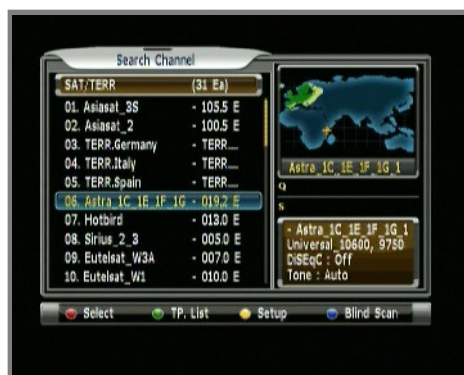 Search Channel
SAT/TERR (31 Ea)
01. Asiasat_3S - 105.5 E
02. Asiasat_2 - 100.5 E
03. TERR.Germany - TERR....
04. TERR.Italy - TERR....
05. TERR.Spain - TERR....
06. Astra_1C_1E_1F_1G - 019.2 E
07. Hotbird - 013.0 E
08. Sirius_2_3 - 005.0 E
09. Eutelsat_W3A - 007.0 E
10. Eutelsat_W1 - 010.0 E
Astra_1C_1E_1F_1G_1
Q
S
- Astra_1C_1E_1F_1G_1
Universal_10600, 9750
DiSEqC : Off
Tone : Auto
Select TP. List Setup Blind Scan